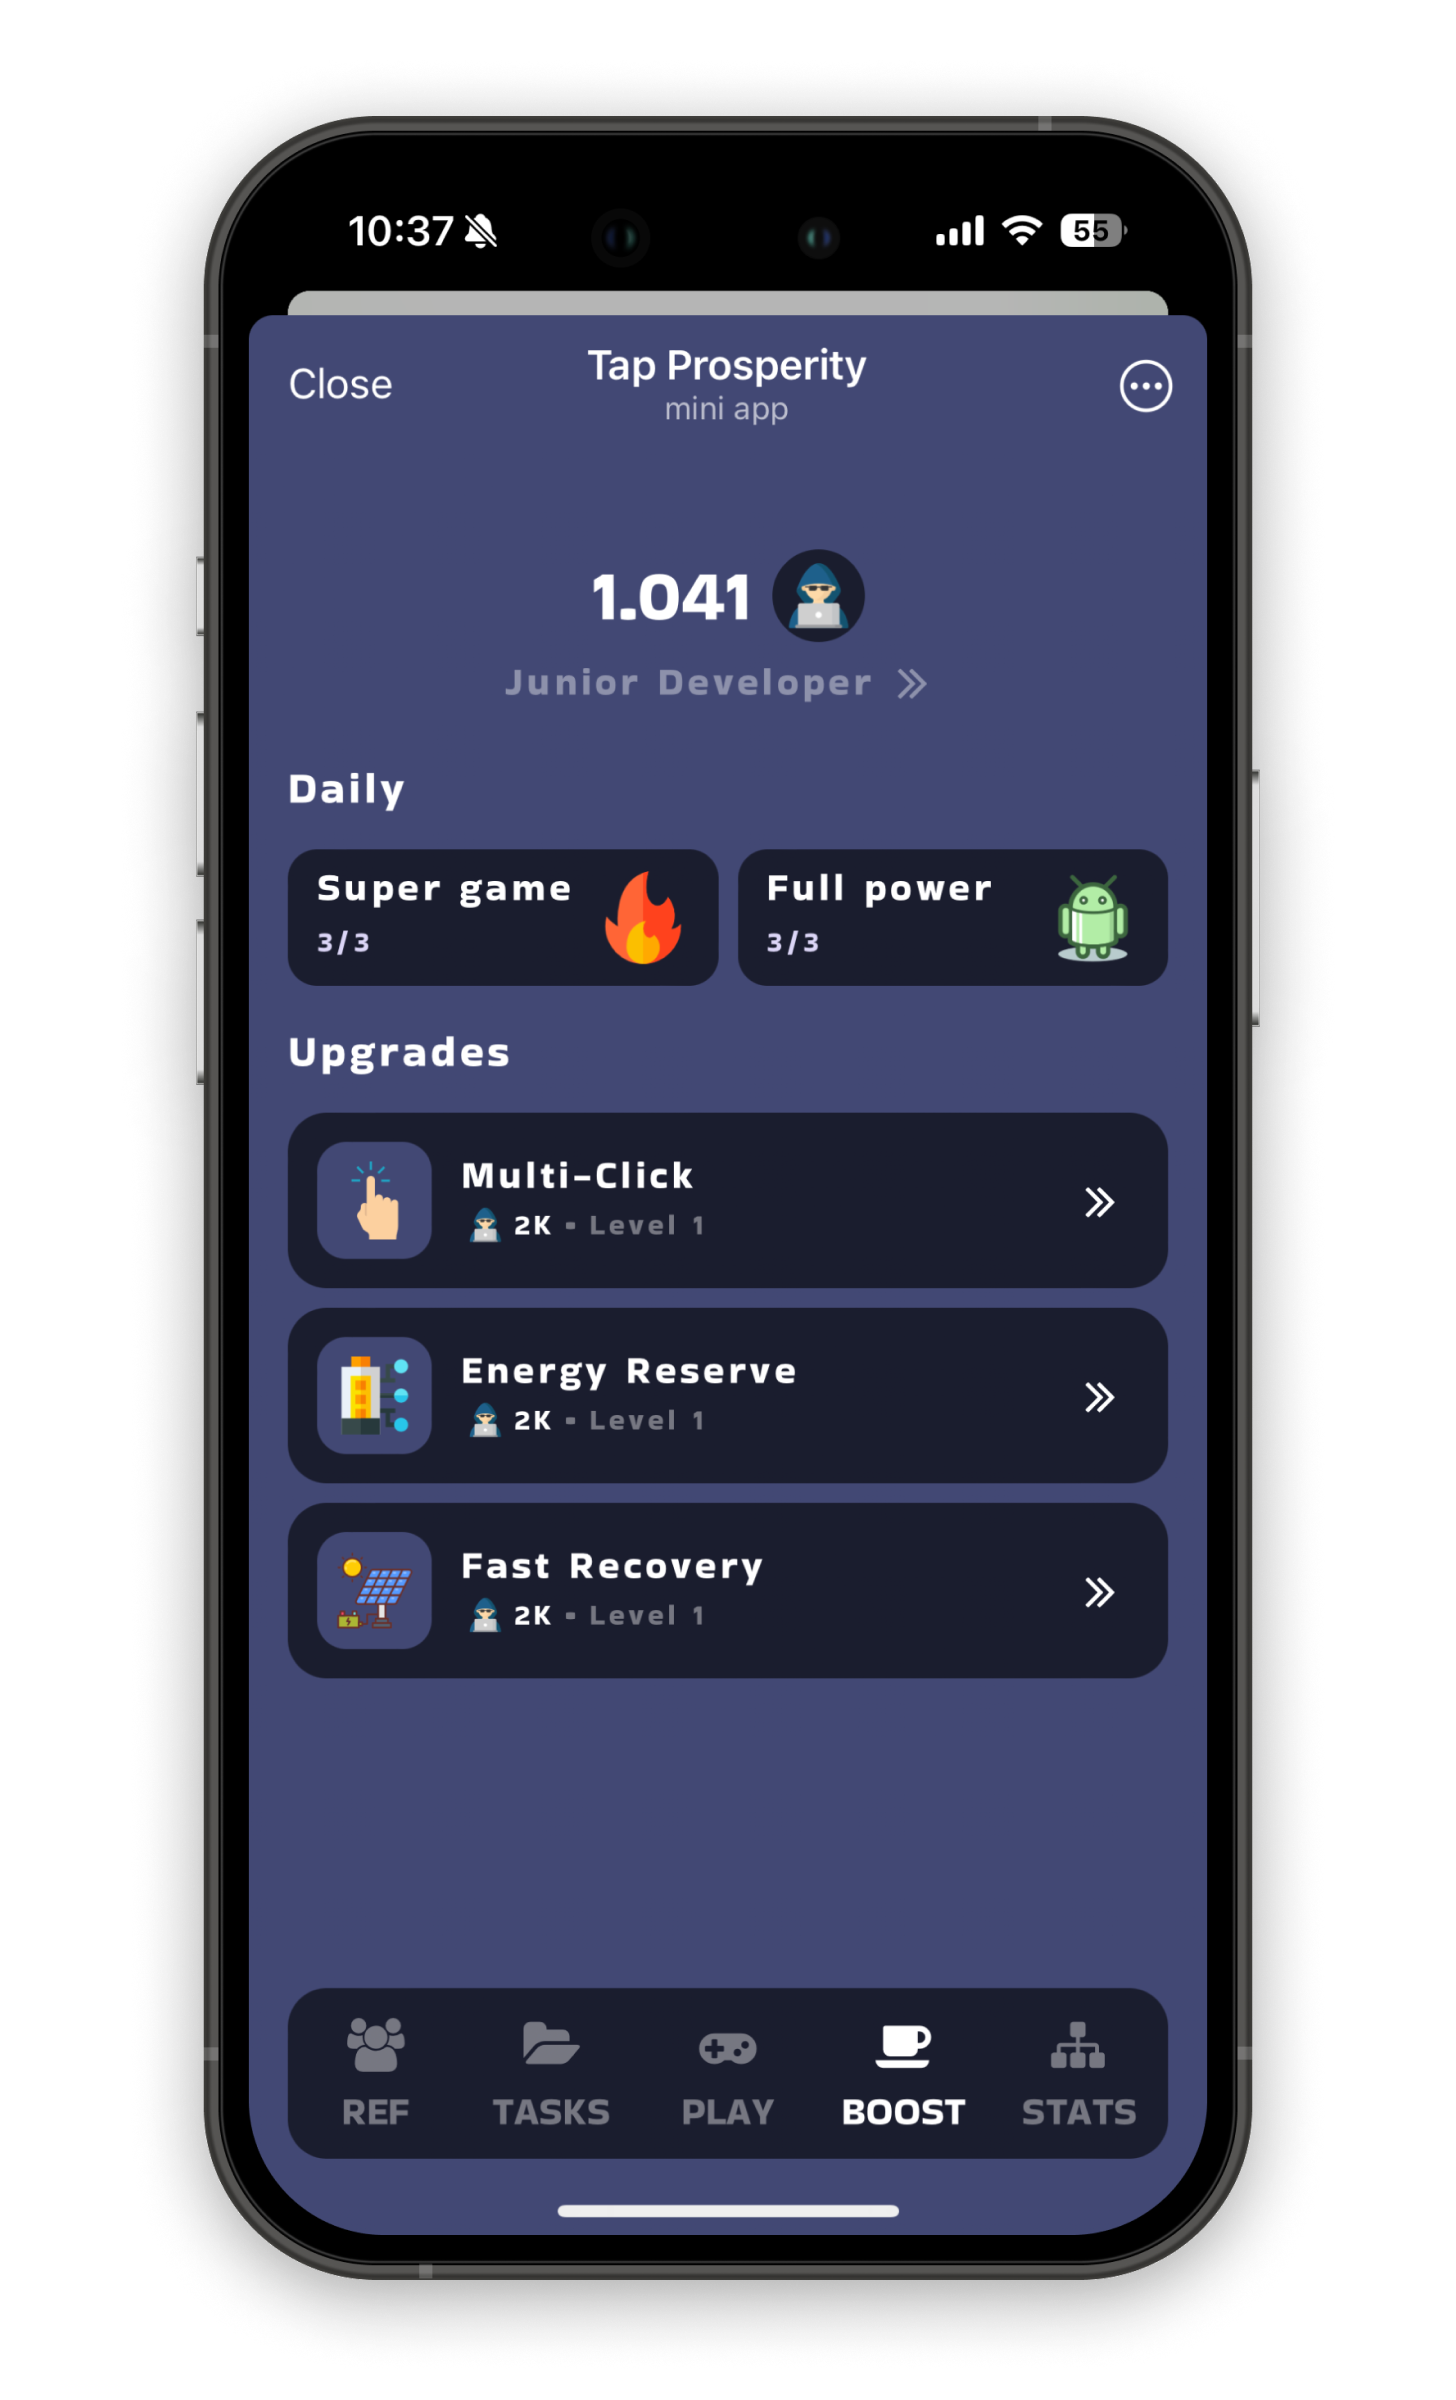 10:37
55
Close
Tap Prosperity
mini app
1.041
Junior Developer
Daily
Super game
3/3
Full power
3/3
Upgrades
Multi-Click
2K - Level 1
Energy Reserve
2K - Level 1
Fast Recovery
2K - Level 1
REF TASKS PLAY BOOST STATS